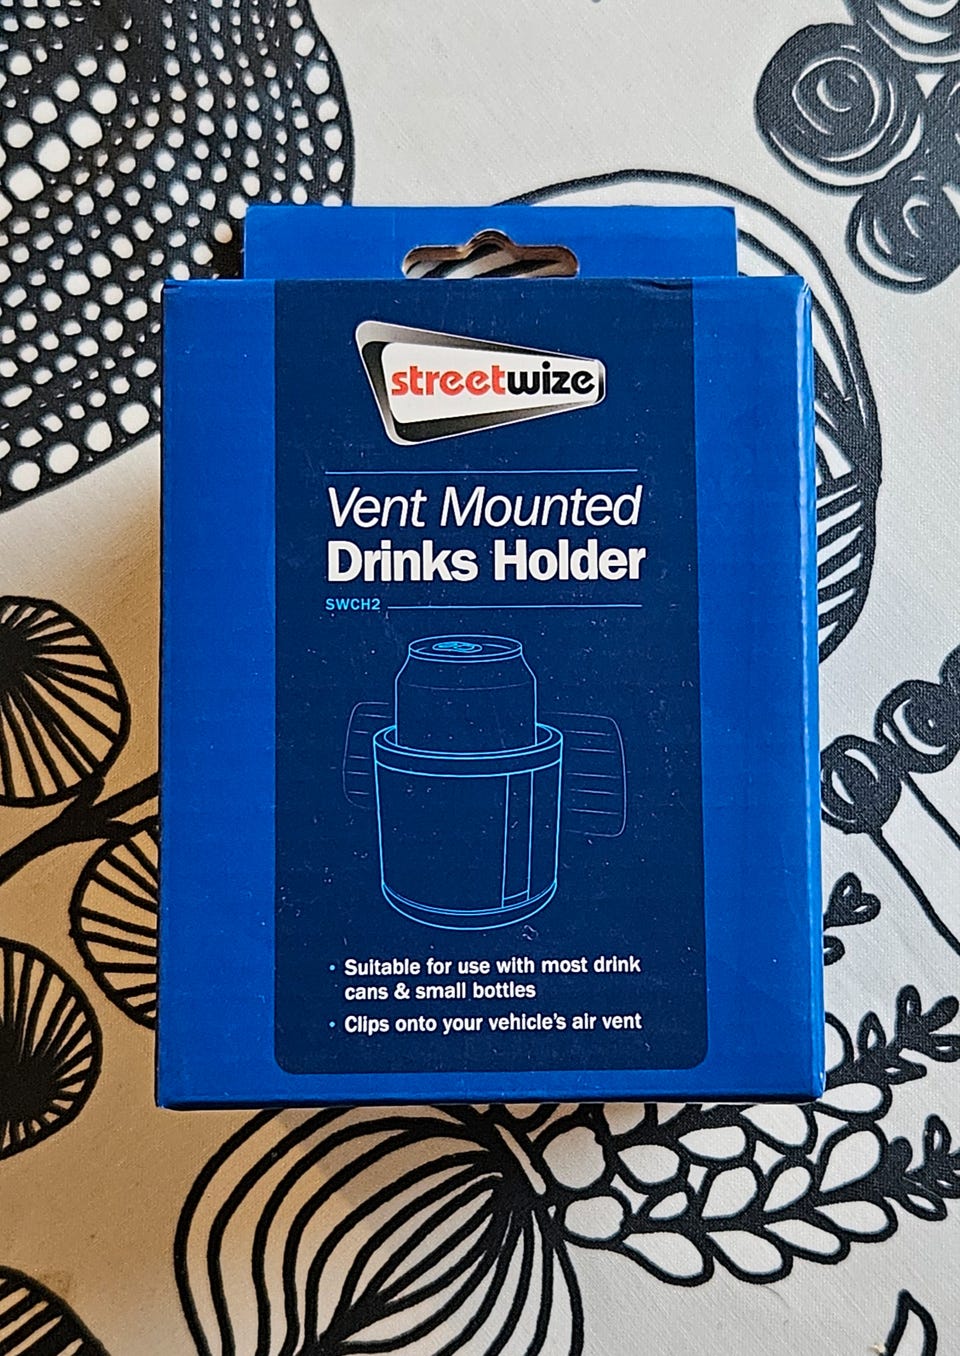 streetwize
Vent Mounted
Drinks Holder
SWCH2
• Suitable for use with most drink
cans & small bottles
• Clips onto your vehicle's air vent